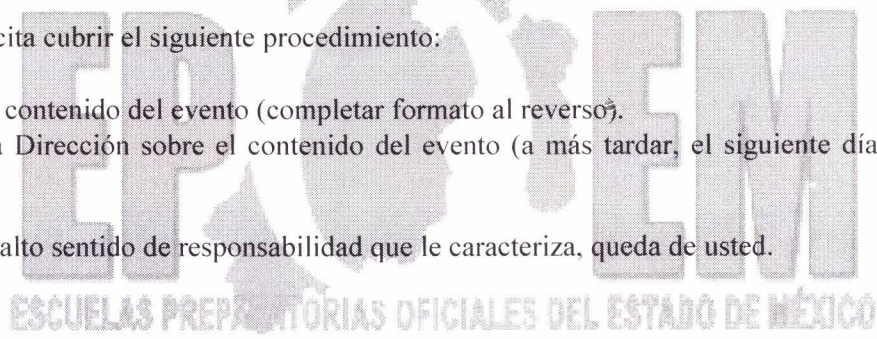 cita cubrir el siguiente procedimiento:
contenido del evento (completar formato al reverso).
Dirección sobre el contenido del evento (a más tardar, el siguiente día
alto sentido de responsabilidad que le caracteriza, queda de usted.
EP EM
ESCUELAS PREPARATORIAS OFICIALES DEL ESTADO DE MÉXICO